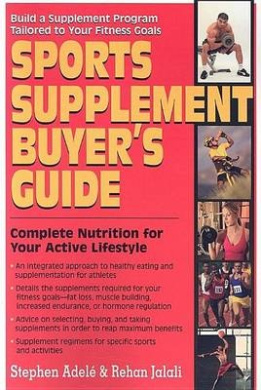 Build a Supplement Program
Tailored to Your Fitness Goals
SPORTS
SUPPLEMENT
BUYER'S
GUIDE
Complete Nutrition for
Your Active Lifestyle
• An integrated approach to healthy eating and
supplementation for athletes
• Details the supplements required for your
fitness goals—fat loss, muscle building,
increased endurance, or hormone regulation
• Advice on selecting, buying, and taking
supplements in order to reap maximum benefits
• Supplement regimens for specific sports
and activities
Stephen Adelé & Rehan Jalali